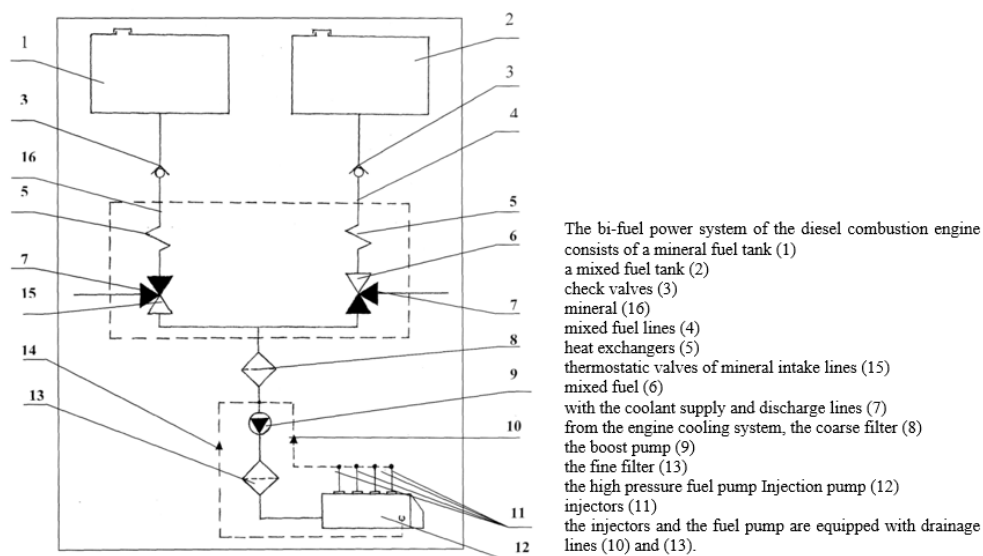 1
2
3
3
4
16
5
5
6
7
7
15
8
14
9
13
10
11
12
The bi-fuel power system of the diesel combustion engine
consists of a mineral fuel tank (1)
a mixed fuel tank (2)
check valves (3)
mineral (16)
mixed fuel lines (4)
heat exchangers (5)
thermostatic valves of mineral intake lines (15)
mixed fuel (6)
with the coolant supply and discharge lines (7)
from the engine cooling system, the coarse filter (8)
the boost pump (9)
the fine filter (13)
the high pressure fuel pump Injection pump (12)
injectors (11)
the injectors and the fuel pump are equipped with drainage
lines (10) and (13).